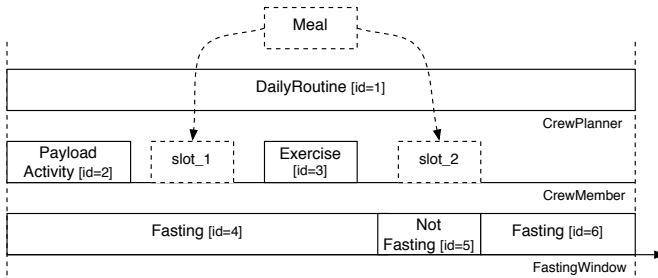 Meal
DailyRoutine [id=1]
CrewPlanner
Payload
Activity [id=2]
slot_1
Exercise
[id=3]
slot_2
CrewMember
Fasting [id=4]
Not
Fasting [id=5]
Fasting [id=6]
FastingWindow